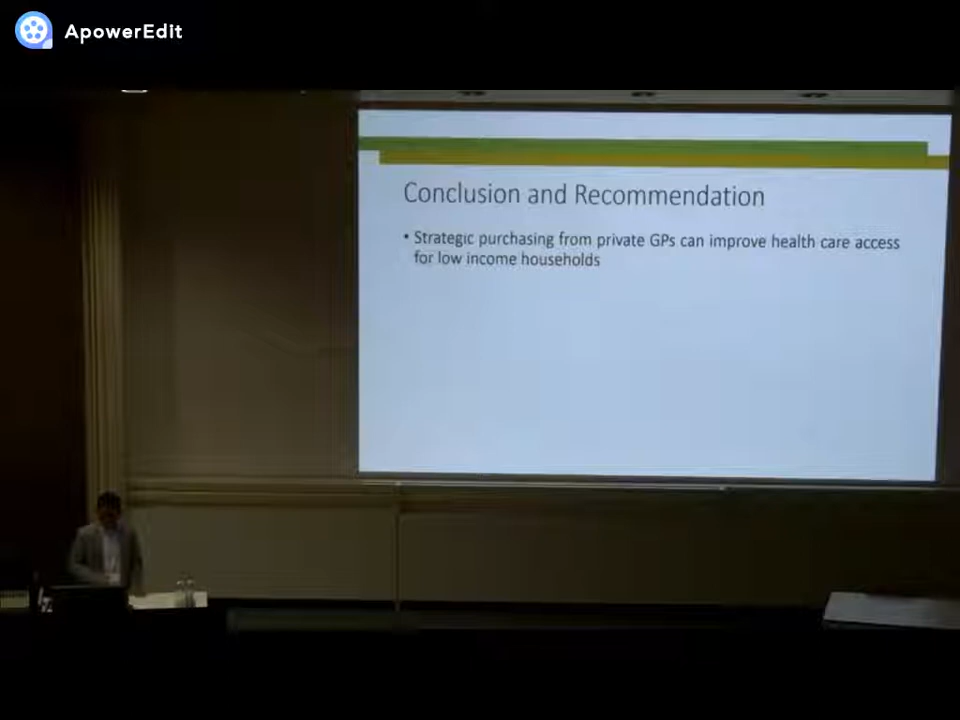 ApowerEdit
Conclusion and Recommendation
• Strategic purchasing from private GPs can improve health care access
for low income households